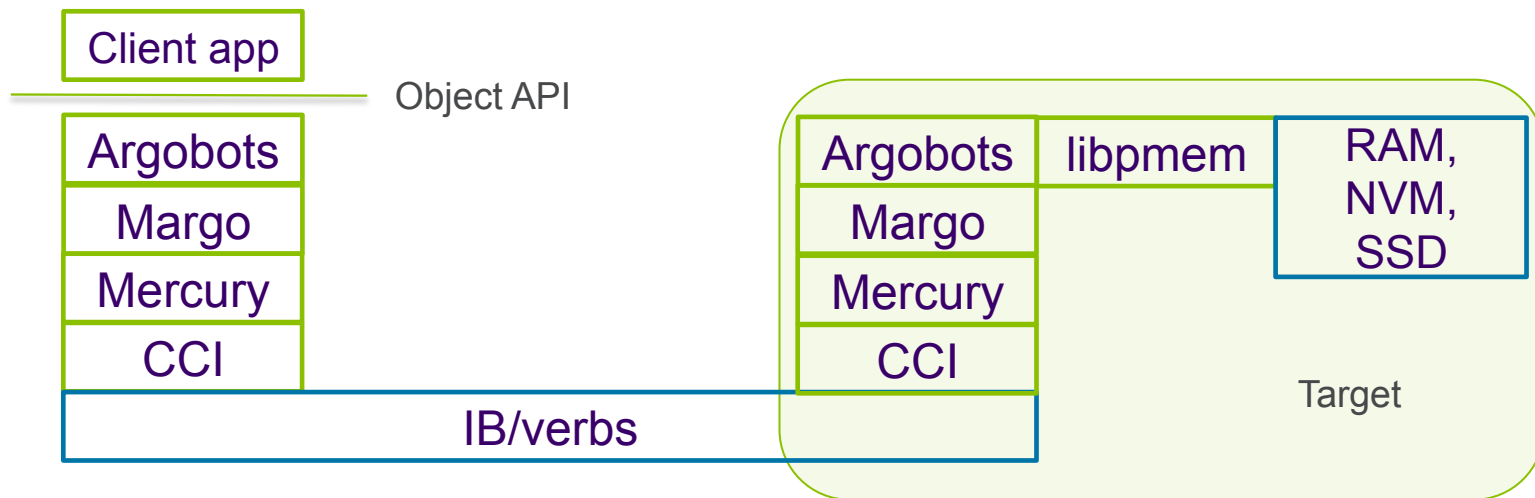 Client app
Object API
Argobots
Margo
Mercury
CCI
Argobots
libpmem
RAM,
NVM,
SSD
Margo
Mercury
CCI
Target
IB/verbs